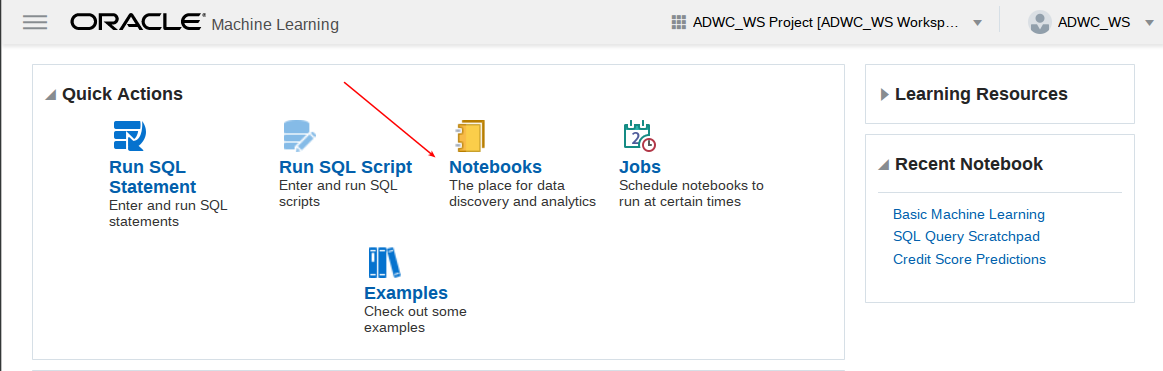 ORACLE Machine Learning
ADWC_WS Project [ADWC_WS Worksp...
ADWC_WS
Quick Actions
Run SQL
Statement
Enter and run SQL
statements
Run SQL Script
Enter and run SQL
scripts
Notebooks
The place for data
discovery and analytics
2
Jobs
Schedule notebooks to
run at certain times
Examples
Check out some
examples
Learning Resources
Recent Notebook
Basic Machine Learning
SQL Query Scratchpad
Credit Score Predictions